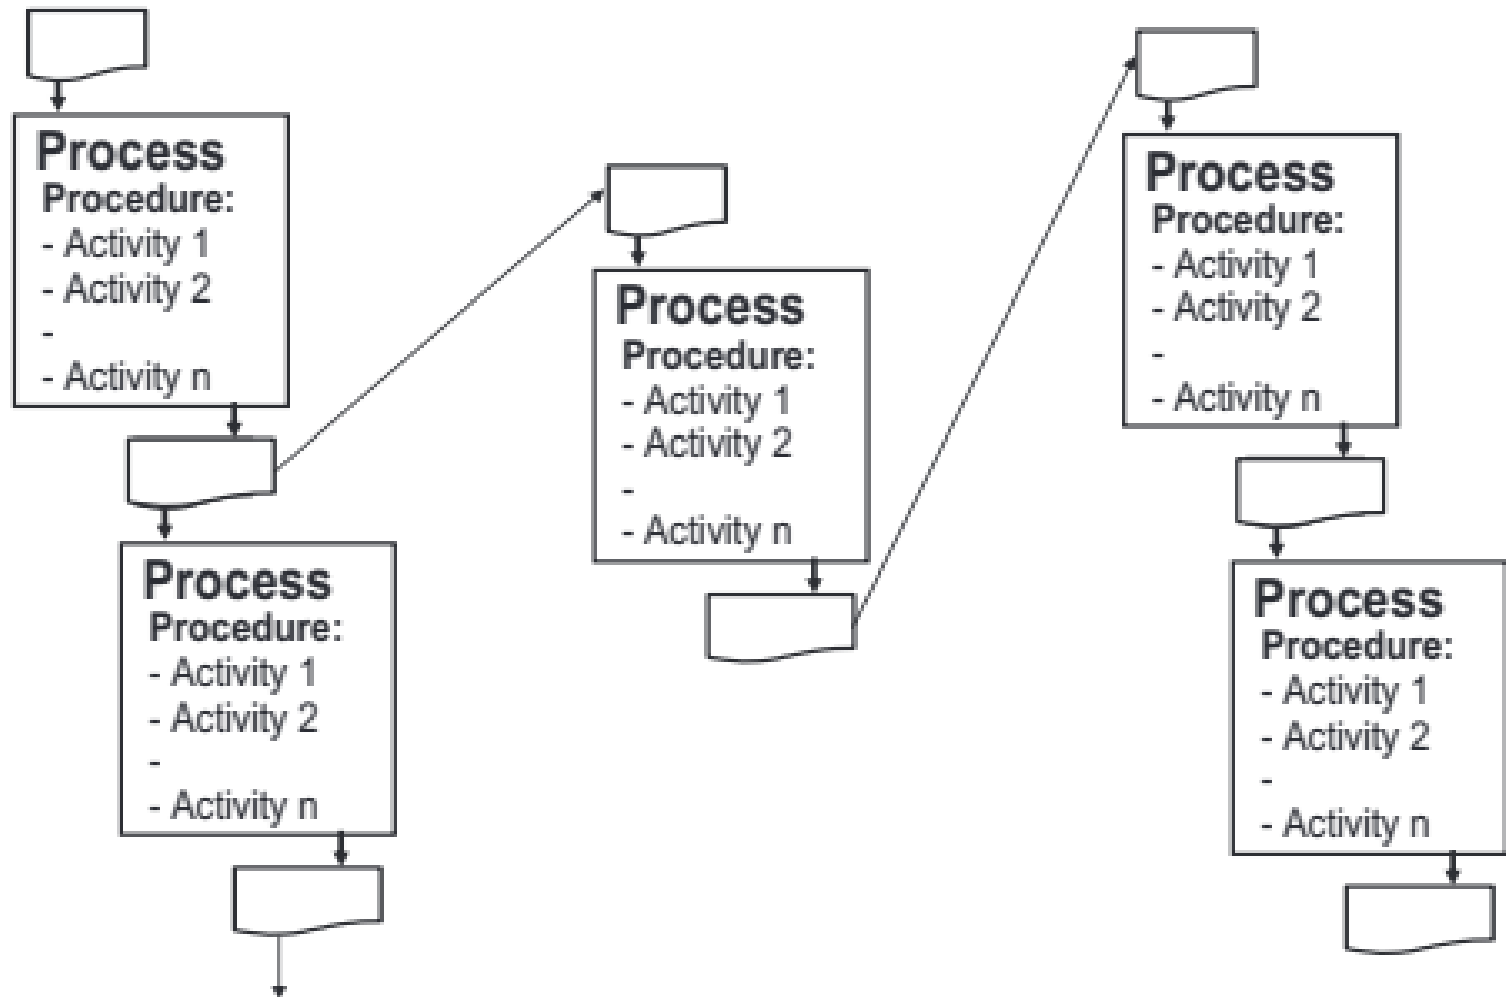 Process
Procedure:
- Activity 1
- Activity 2
-
- Activity n
Process
Procedure:
- Activity 1
- Activity 2
-
- Activity n
Process
Procedure:
- Activity 1
- Activity 2
-
- Activity n
Process
Procedure:
- Activity 1
- Activity 2
-
- Activity n
Process
Procedure:
- Activity 1
- Activity 2
-
- Activity n